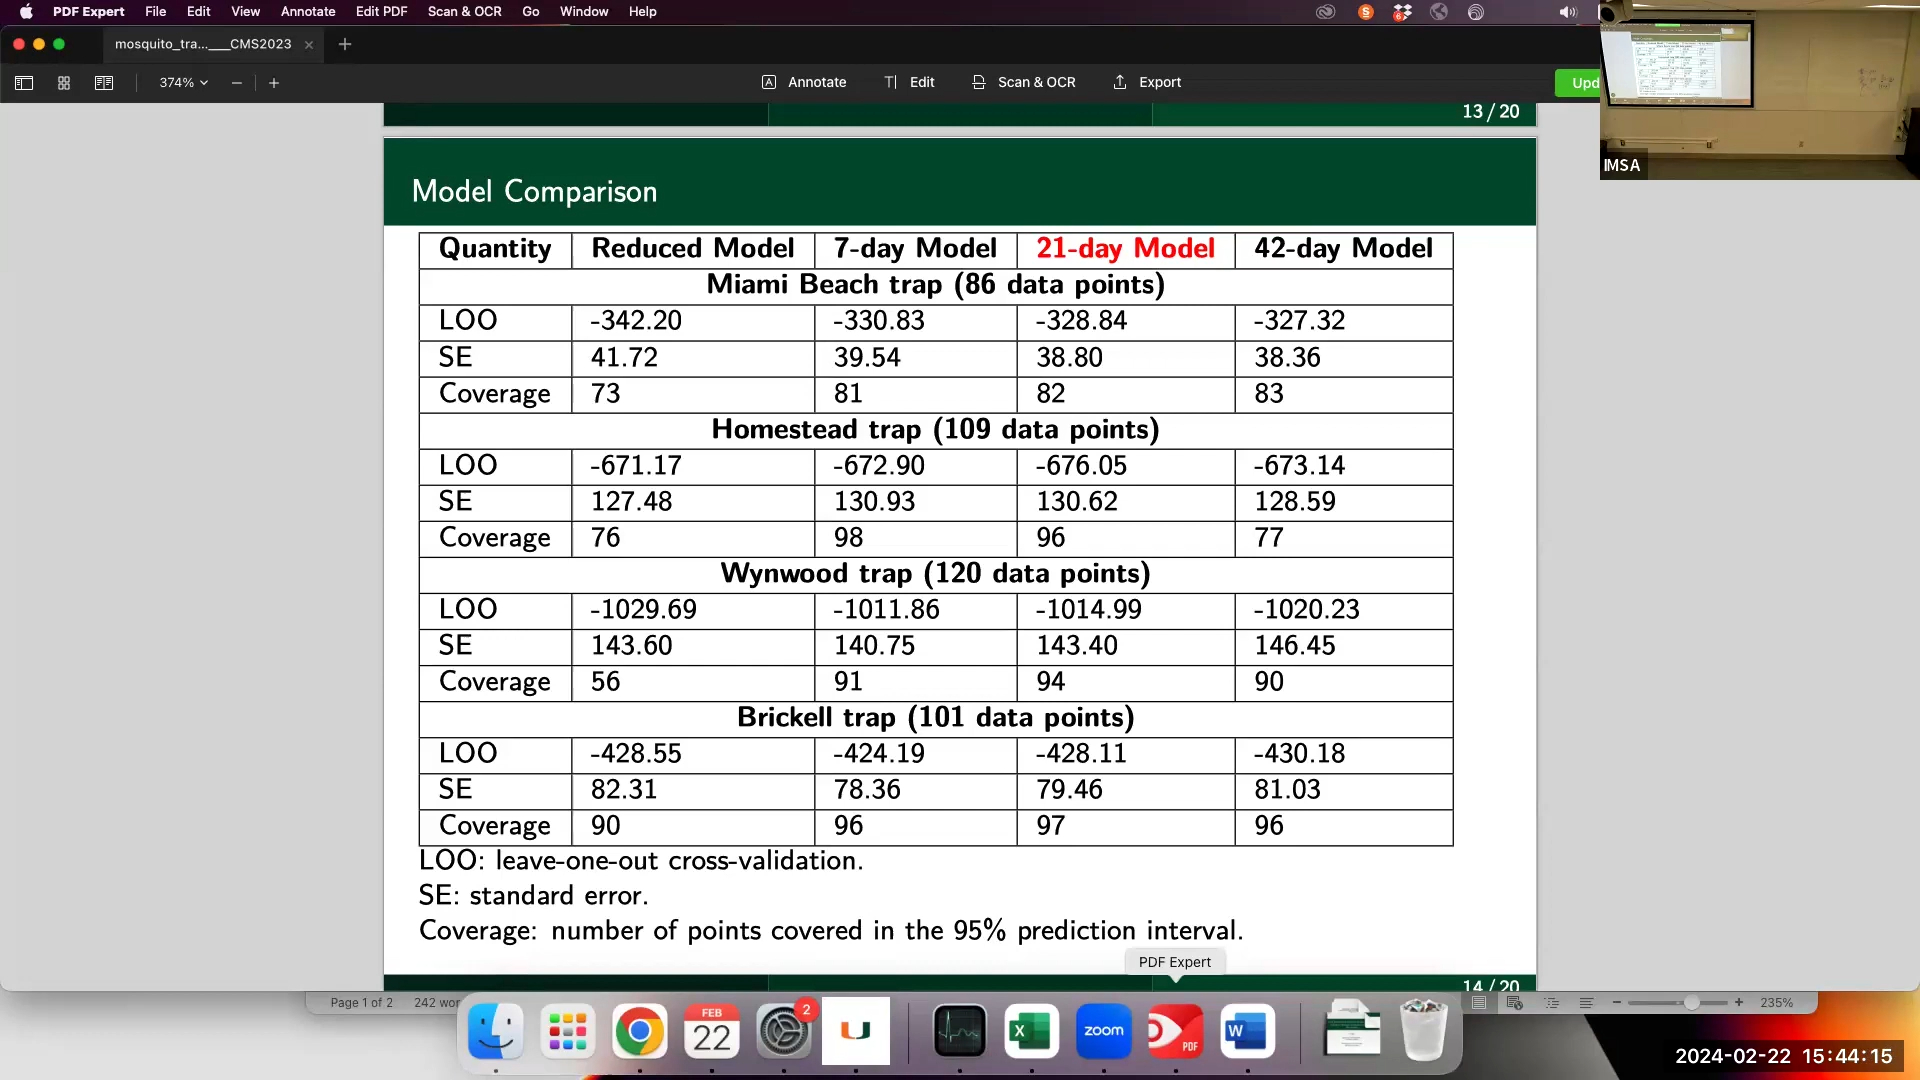 PDF Expert File Edit View Annotate Edit PDF Scan & OCR Go Window Help
mosquito_tra...___CMS2023
374%
Annotate Edit Scan & OCR Export Upd
IMSA
13 / 20
Model Comparison
Quantity Reduced Model 7-day Model 21-day Model 42-day Model
Miami Beach trap (86 data points)
LOO -342.20 -330.83 -328.84 -327.32
SE 41.72 39.54 38.80 38.36
Coverage 73 81 82 83
Homestead trap (109 data points)
LOO -671.17 -672.90 -676.05 -673.14
SE 127.48 130.93 130.62 128.59
Coverage 76 98 96 77
Wynwood trap (120 data points)
LOO -1029.69 -1011.86 -1014.99 -1020.23
SE 143.60 140.75 143.40 146.45
Coverage 56 91 94 90
Brickell trap (101 data points)
LOO -428.55 -424.19 -428.11 -430.18
SE 82.31 78.36 79.46 81.03
Coverage 90 96 97 96
LOO: leave-one-out cross-validation.
SE: standard error.
Coverage: number of points covered in the 95% prediction interval.
PDF Expert
14 / 20
Page 1 of 2 242 wor 235%
FEB
22
2
zoom
PDF
2024-02-22 15:44:15